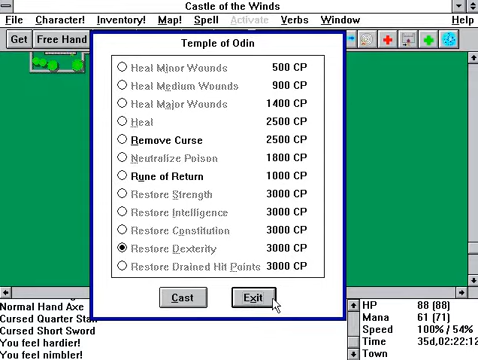 Castle of the Winds
File Character! Inventory! Map! Spell Activate Verbs Window Help
Get Free Hand
Temple of Odin
Heal Minor Wounds 500 CP
Heal Medium Wounds 900 CP
Heal Major Wounds 1400 CP
Heal 2500 CP
Remove Curse 2500 CP
Neutralize Poison 1800 CP
Rune of Return 1000 CP
Restore Strength 3000 CP
Restore Intelligence 3000 CP
Restore Constitution 3000 CP
Restore Dexterity 3000 CP
Restore Drained Hit Points 3000 CP
Cast Exit
Normal Hand Axe
Cursed Quarter Staff
Cursed Short Sword
You feel hardier!
You feel nimbler!
HP 88 (88)
Mana 61 (71)
Speed 100% / 54%
Time 35d,02:22:12
Town